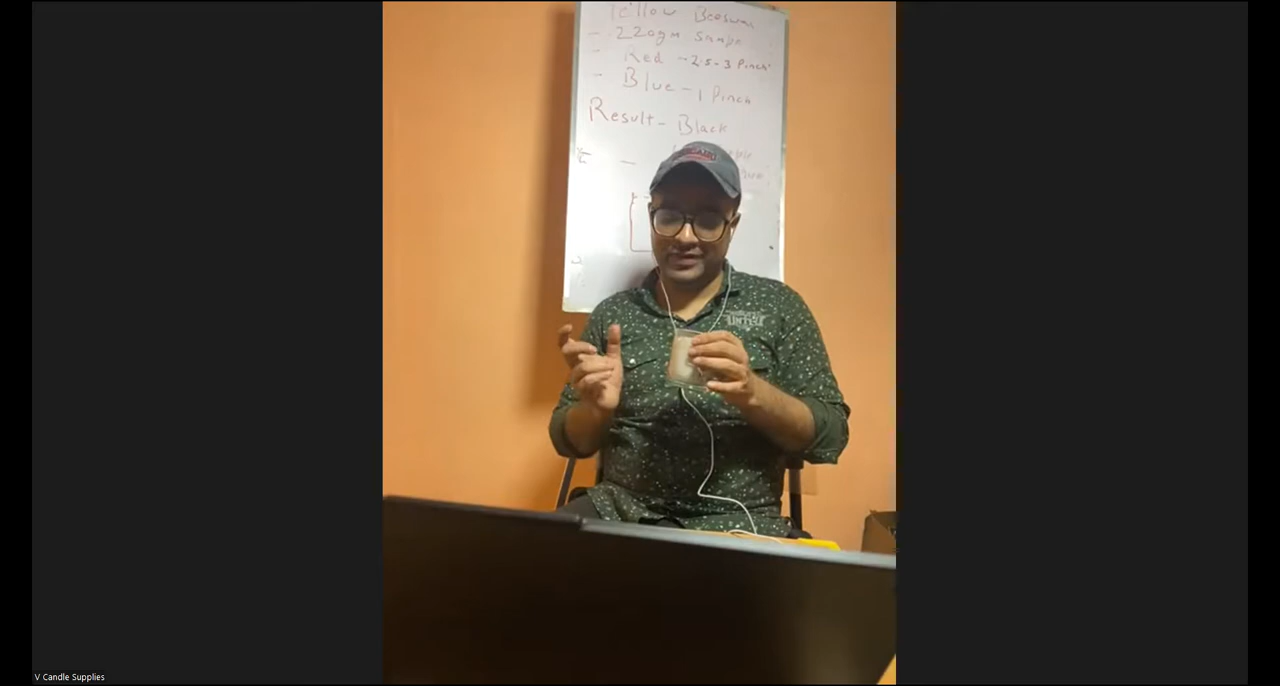 Yellow Beeswax
- 220gm Sample
- Red - 2.5 - 3 Pinch
- Blue - 1 Pinch
Result - Black
V Candle Supplies